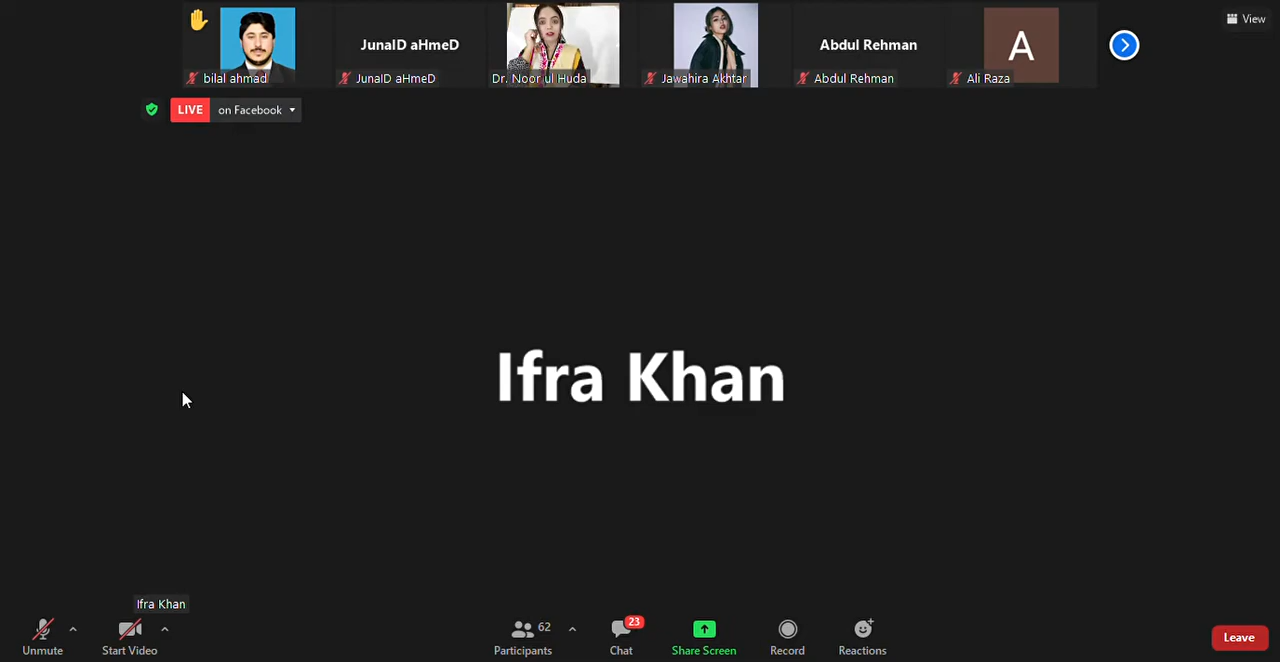 View
JunaID aHmeD
Abdul Rehman
A
bilal ahmad
JunaID aHmeD
Dr. Noor ul Huda
Jawahira Akhtar
Abdul Rehman
Ali Raza
LIVE on Facebook
Ifra Khan
Ifra Khan
62
23
Unmute
Start Video
Participants
Chat
Share Screen
Record
Reactions
Leave